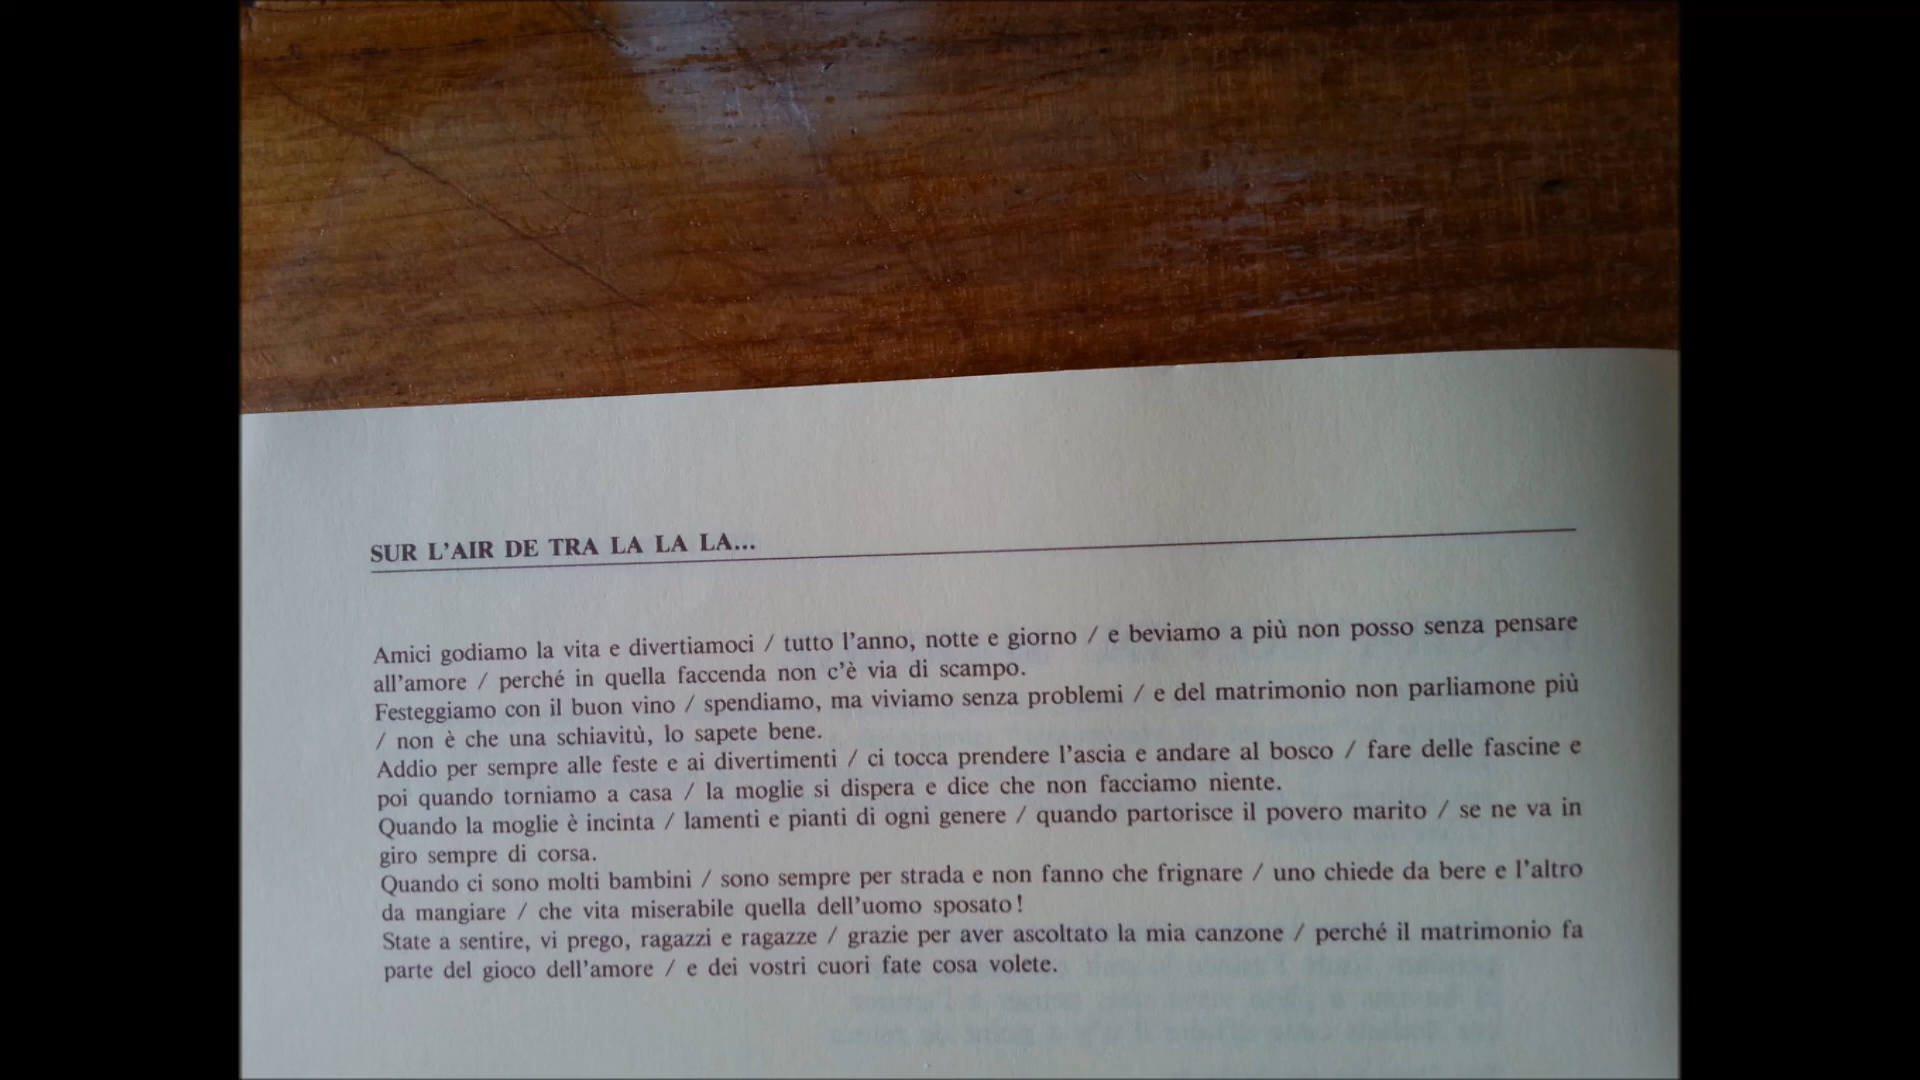 SUR L'AIR DE TRA LA LA LA...
Amici godiamo la vita e divertiamoci / tutto l'anno, notte e giorno / e beviamo a più non posso senza pensare
all'amore / perché in quella faccenda non c'è via di scampo.
Festeggiamo con il buon vino / spendiamo, ma viviamo senza problemi / e del matrimonio non parliamone più
/ non è che una schiavitù, lo sapete bene.
Addio per sempre alle feste e ai divertimenti / ci tocca prendere l'ascia e andare al bosco / fare delle fascine e
poi quando torniamo a casa / la moglie si dispera e dice che non facciamo niente.
Quando la moglie è incinta / lamenti e pianti di ogni genere / quando partorisce il povero marito / se ne va in
giro sempre di corsa.
Quando ci sono molti bambini / sono sempre per strada e non fanno che frignare / uno chiede da bere e l'altro
da mangiare / che vita miserabile quella dell'uomo sposato!
State a sentire, vi prego, ragazzi e ragazze / grazie per aver ascoltato la mia canzone / perché il matrimonio fa
parte del gioco dell'amore / e dei vostri cuori fate cosa volete.